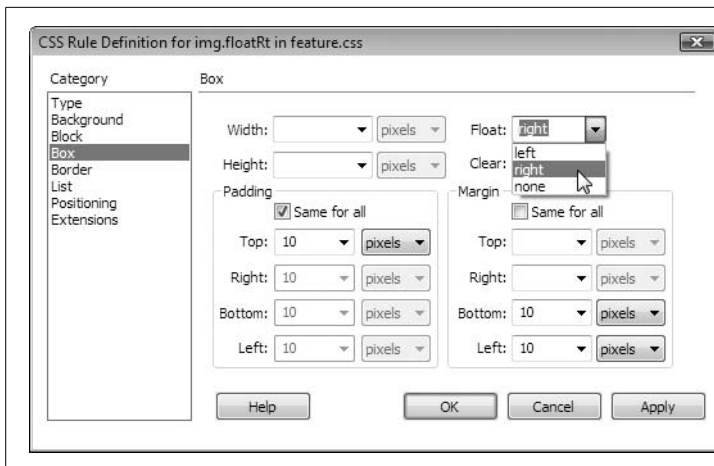 CSS Rule Definition for img.floatRt in feature.css
Category
Box
Type
Background
Block
Box
Border
List
Positioning
Extensions
Width: pixels
Float: right
left
right
none
Height: pixels
Clear:
Padding
Same for all
Top: 10 pixels
Right: 10 pixels
Bottom: 10 pixels
Left: 10 pixels
Margin
Same for all
Top: pixels
Right: pixels
Bottom: 10 pixels
Left: 10 pixels
Help
OK
Cancel
Apply